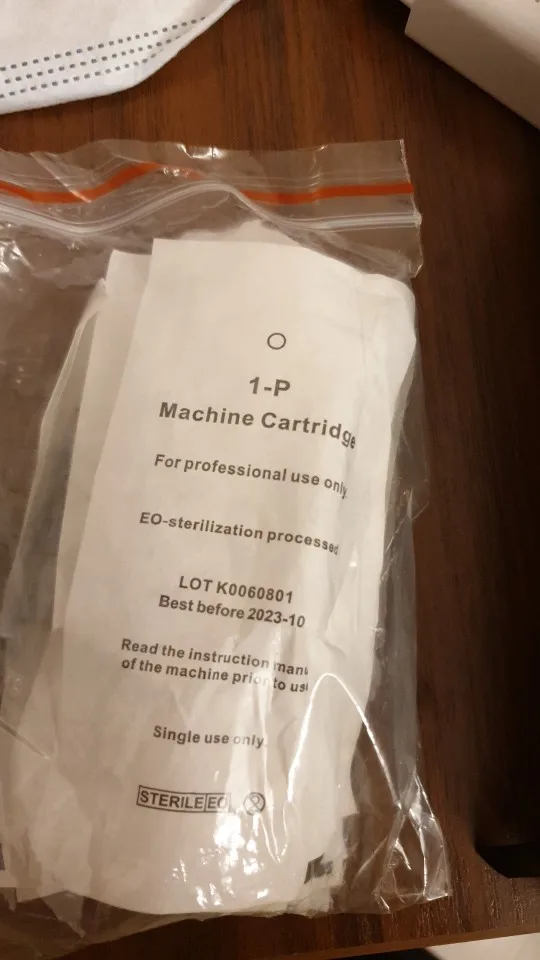 1-P
Machine Cartridge
For professional use only.
EO-sterilization processed
LOT K0060801
Best before 2023-10
Read the instruction manu
of the machine prior to use
Single use only.
STERILE EO